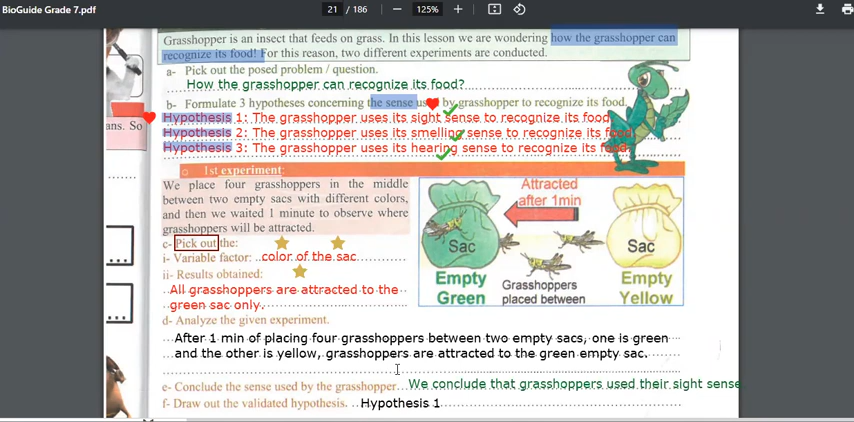 BioGuide Grade 7.pdf
21 / 186
125%
Grasshopper is an insect that feeds on grass. In this lesson we are wondering how the grasshopper can
recognize its food! For this reason, two different experiments are conducted.
a- Pick out the posed problem / question.
How the grasshopper can recognize its food?
b- Formulate 3 hypotheses concerning the sense used by grasshopper to recognize its food.
Hypothesis 1: The grasshopper uses its sight sense to recognize its food.
Hypothesis 2: The grasshopper uses its smelling sense to recognize its food.
Hypothesis 3: The grasshopper uses its hearing sense to recognize its food.
ans. So
1st experiment:
We place four grasshoppers in the middle
between two empty sacs with different colors,
and then we waited 1 minute to observe where
grasshoppers will be attracted.
c- Pick out the:
i- Variable factor: color of the sac
ii- Results obtained:
All grasshoppers are attracted to the
green sac only.
Attracted
after 1min
Sac
Sac
Empty
Green
Grasshoppers
placed between
Empty
Yellow
d- Analyze the given experiment.
After 1 min of placing four grasshoppers between two empty sacs, one is green
and the other is yellow, grasshoppers are attracted to the green empty sac.
e- Conclude the sense used by the grasshopper. We conclude that grasshoppers used their sight sense.
f- Draw out the validated hypothesis. Hypothesis 1